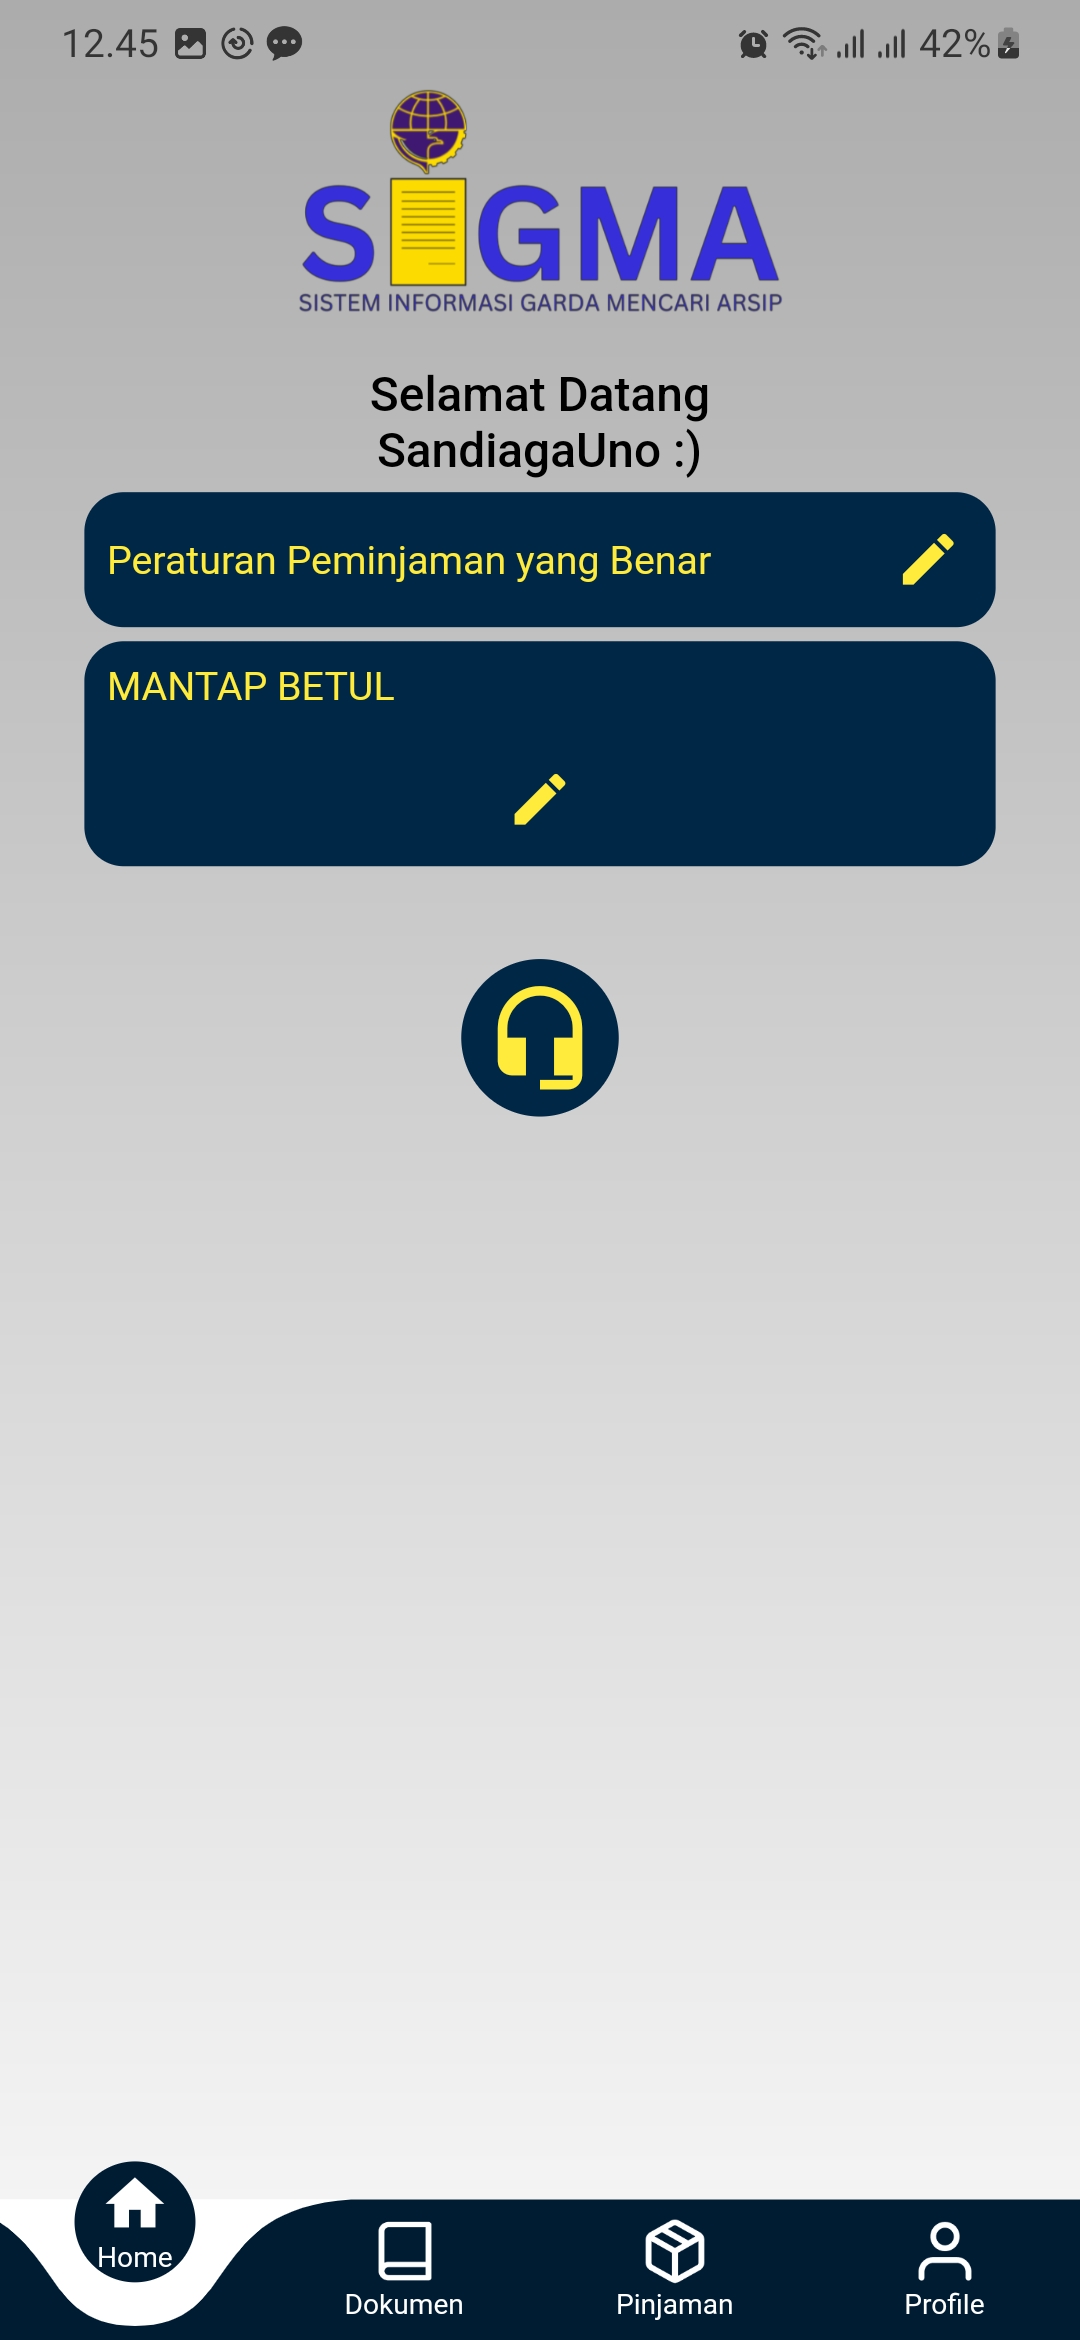 12.45
42%
SIGMA
SISTEM INFORMASI GARDA MENCARI ARSIP
Selamat Datang
SandiagaUno :)
Peraturan Peminjaman yang Benar
MANTAP BETUL
Home
Dokumen
Pinjaman
Profile